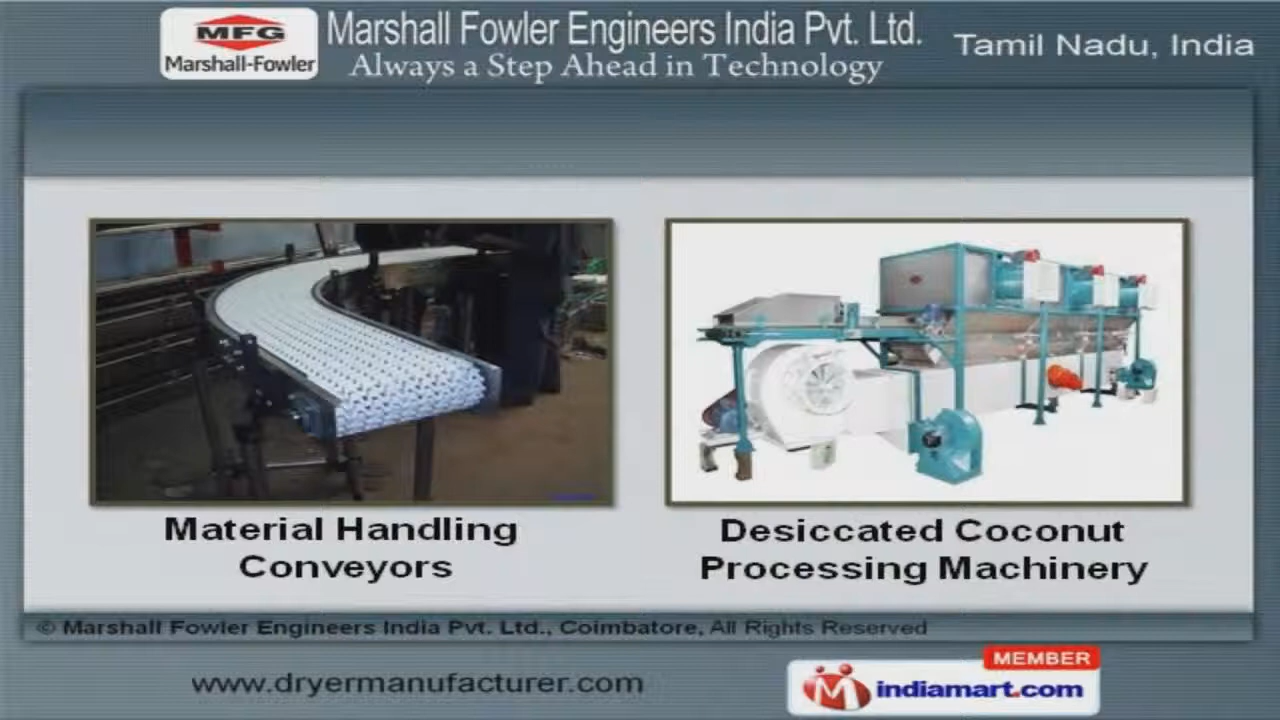 MFG
Marshall-Fowler
Marshall Fowler Engineers India Pvt. Ltd.
Always a Step Ahead in Technology
Tamil Nadu, India
Material Handling
Conveyors
Desiccated Coconut
Processing Machinery
© Marshall Fowler Engineers India Pvt. Ltd., Coimbatore, All Rights Reserved
www.dryermanufacturer.com
MEMBER
indiamart.com